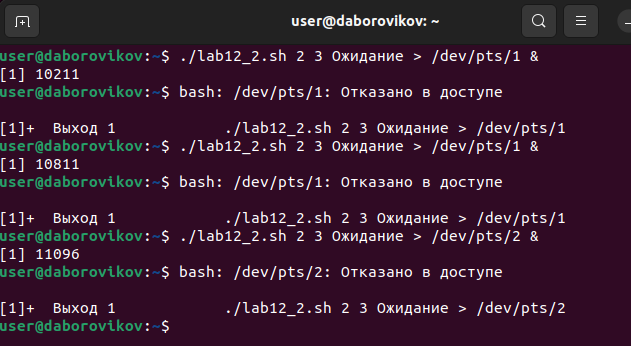 user@daborovikov: ~
user@daborovikov:~$ ./lab12_2.sh 2 3 Ожидание > /dev/pts/1 &
[1] 10211
user@daborovikov:~$ bash: /dev/pts/1: Отказано в доступе
[1]+  Выход 1            ./lab12_2.sh 2 3 Ожидание > /dev/pts/1
user@daborovikov:~$ ./lab12_2.sh 2 3 Ожидание > /dev/pts/1 &
[1] 10811
user@daborovikov:~$ bash: /dev/pts/1: Отказано в доступе
[1]+  Выход 1            ./lab12_2.sh 2 3 Ожидание > /dev/pts/1
user@daborovikov:~$ ./lab12_2.sh 2 3 Ожидание > /dev/pts/2 &
[1] 11096
user@daborovikov:~$ bash: /dev/pts/2: Отказано в доступе
[1]+  Выход 1            ./lab12_2.sh 2 3 Ожидание > /dev/pts/2
user@daborovikov:~$